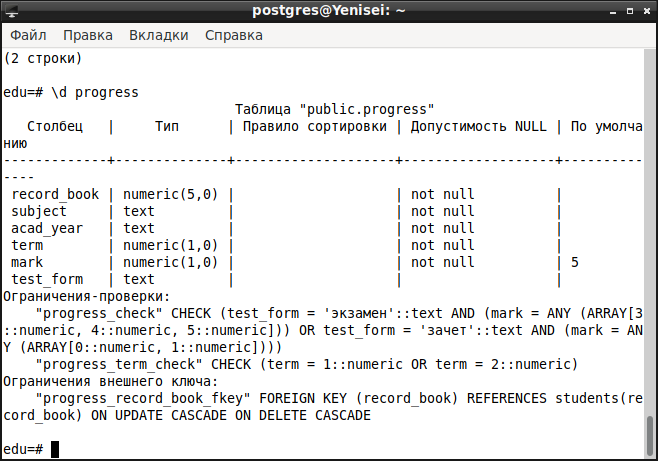 postgres@Yenisei: ~
Файл Правка Вкладки Справка
(2 строки)
edu=# \d progress
Таблица "public.progress"
Столбец | Тип | Правило сортировки | Допустимость NULL | По умолча
нию
-------------+--------------+--------------------+-------------------+----------
----
record_book | numeric(5,0) | | not null |
subject | text | | not null |
acad_year | text | | not null |
term | numeric(1,0) | | not null |
mark | numeric(1,0) | | not null | 5
test_form | text | | |
Ограничения-проверки:
"progress_check" CHECK (test_form = 'экзамен'::text AND (mark = ANY (ARRAY[3
::numeric, 4::numeric, 5::numeric])) OR test_form = 'зачет'::text AND (mark = AN
Y (ARRAY[0::numeric, 1::numeric])))
"progress_term_check" CHECK (term = 1::numeric OR term = 2::numeric)
Ограничения внешнего ключа:
"progress_record_book_fkey" FOREIGN KEY (record_book) REFERENCES students(re
cord_book) ON UPDATE CASCADE ON DELETE CASCADE
edu=#